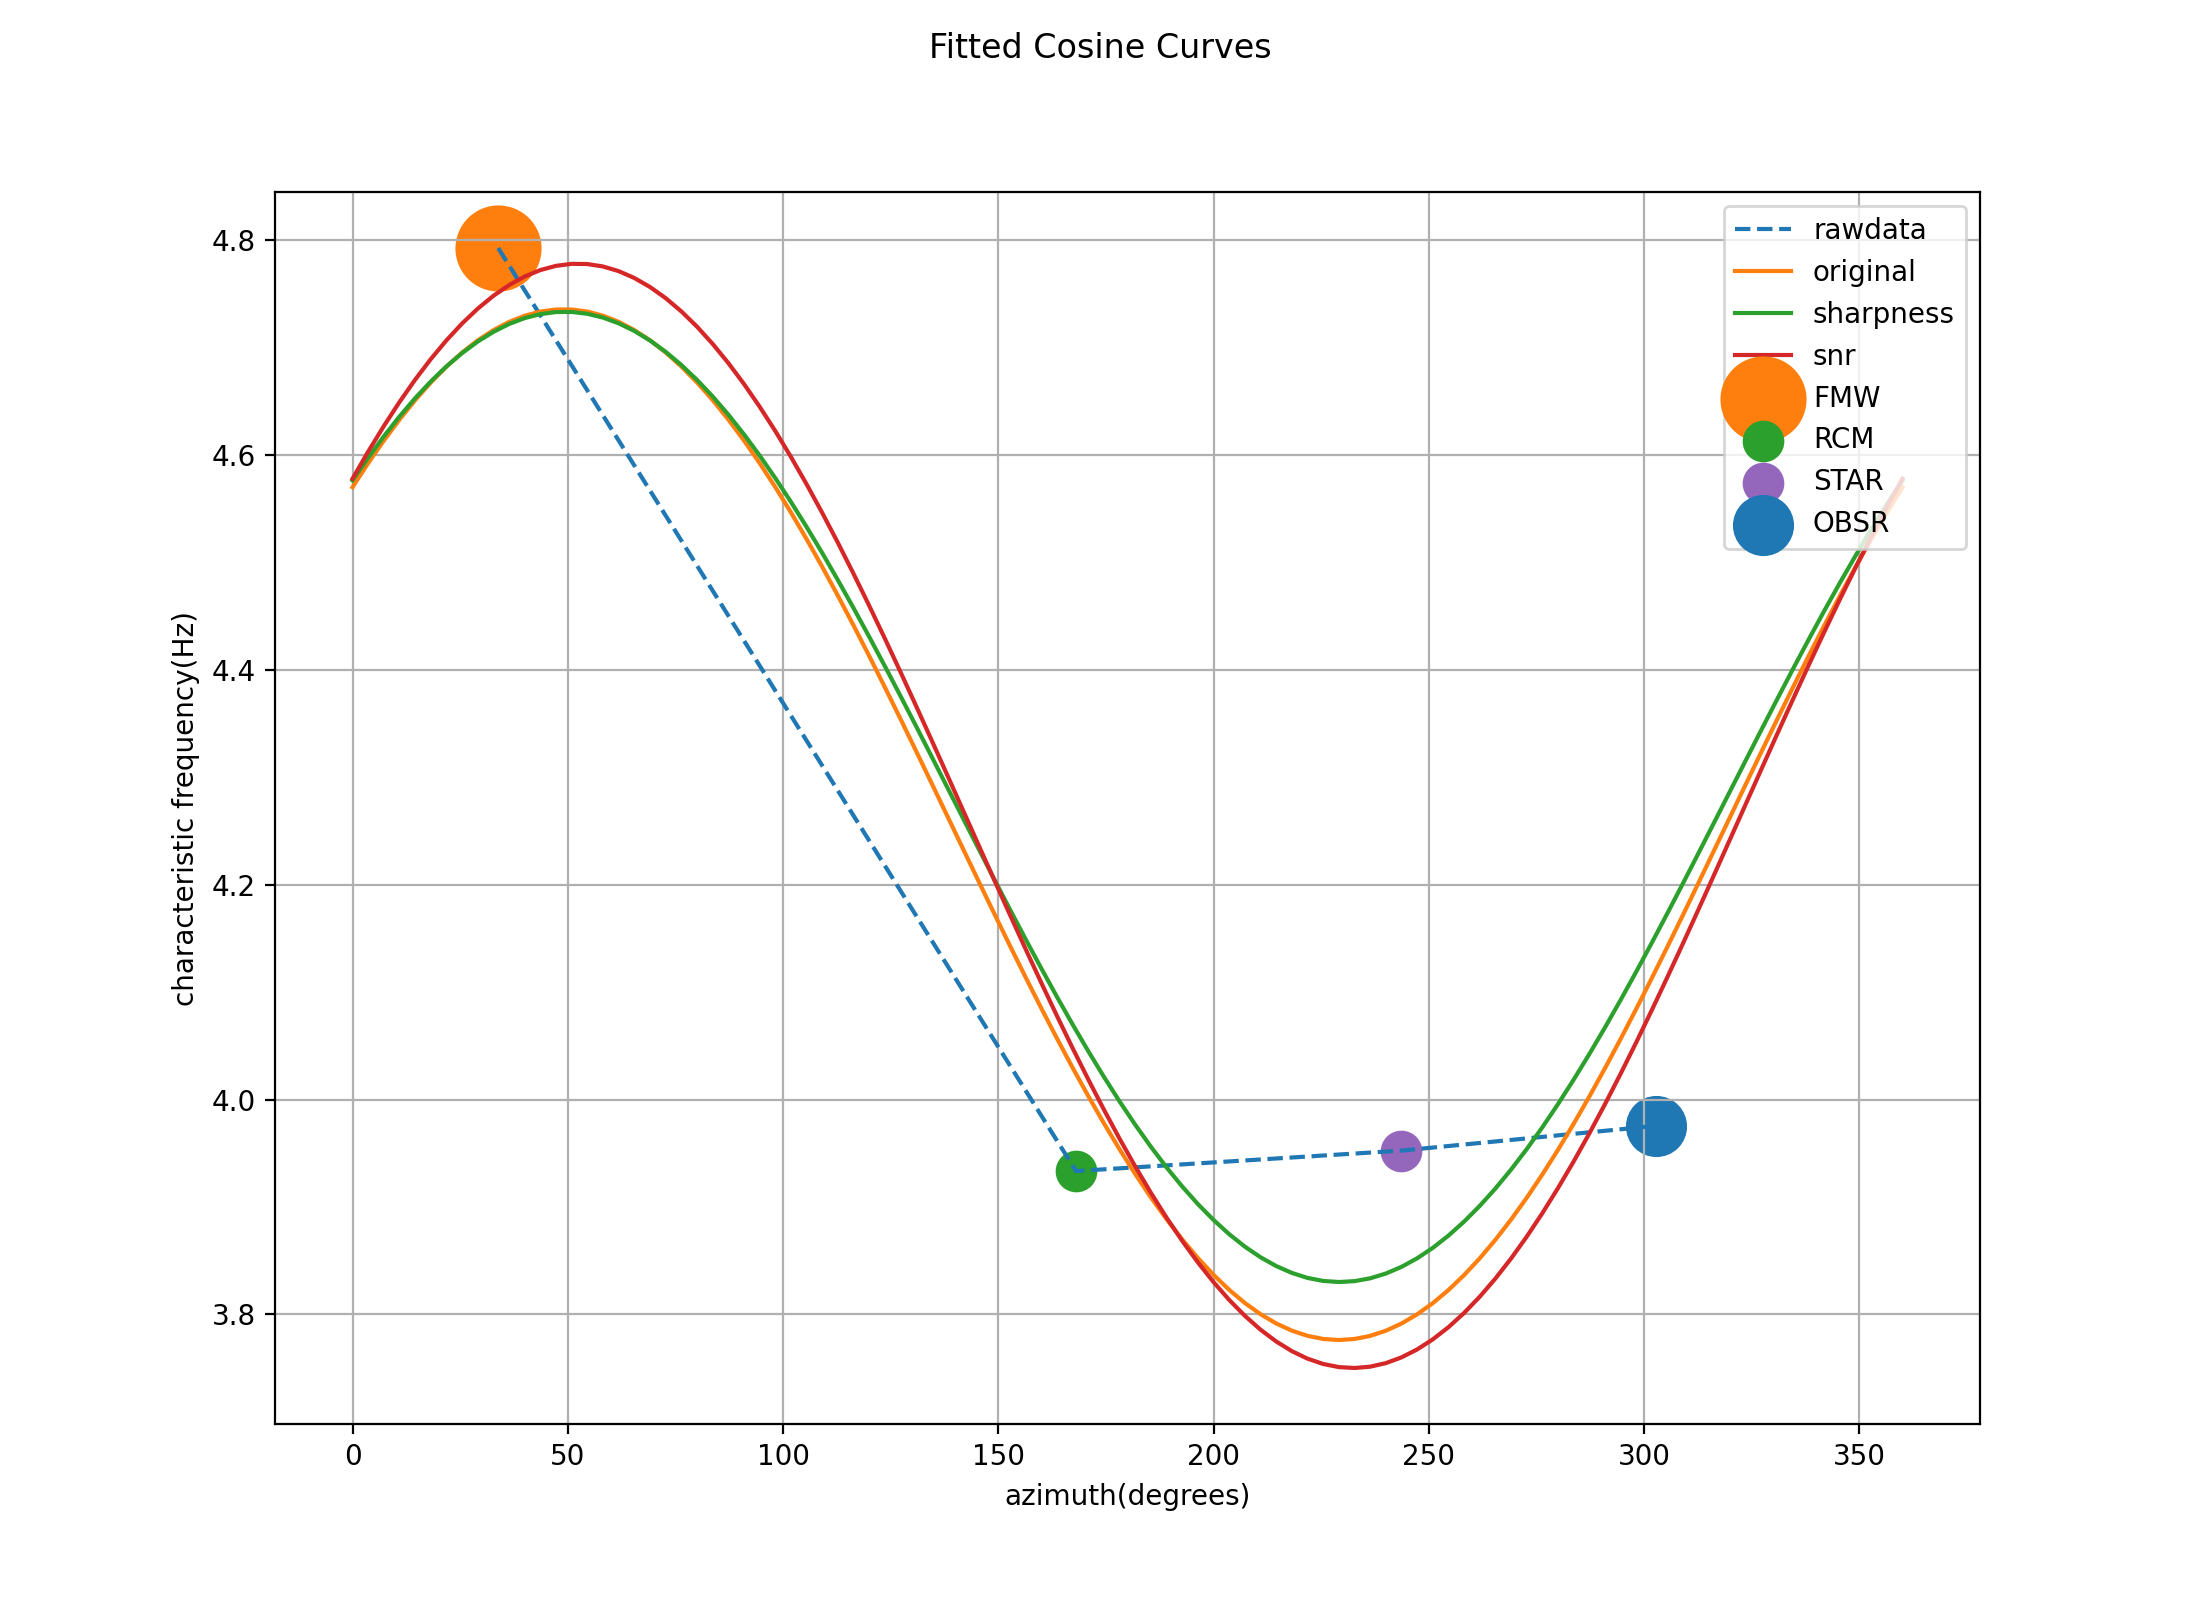 Fitted Cosine Curves
4.8
4.6
4.4
4.2
4.0
3.8
characteristic frequency(Hz)
0 50 100 150 200 250 300 350
azimuth(degrees)
rawdata
original
sharpness
snr
FMW
RCM
STAR
OBSR